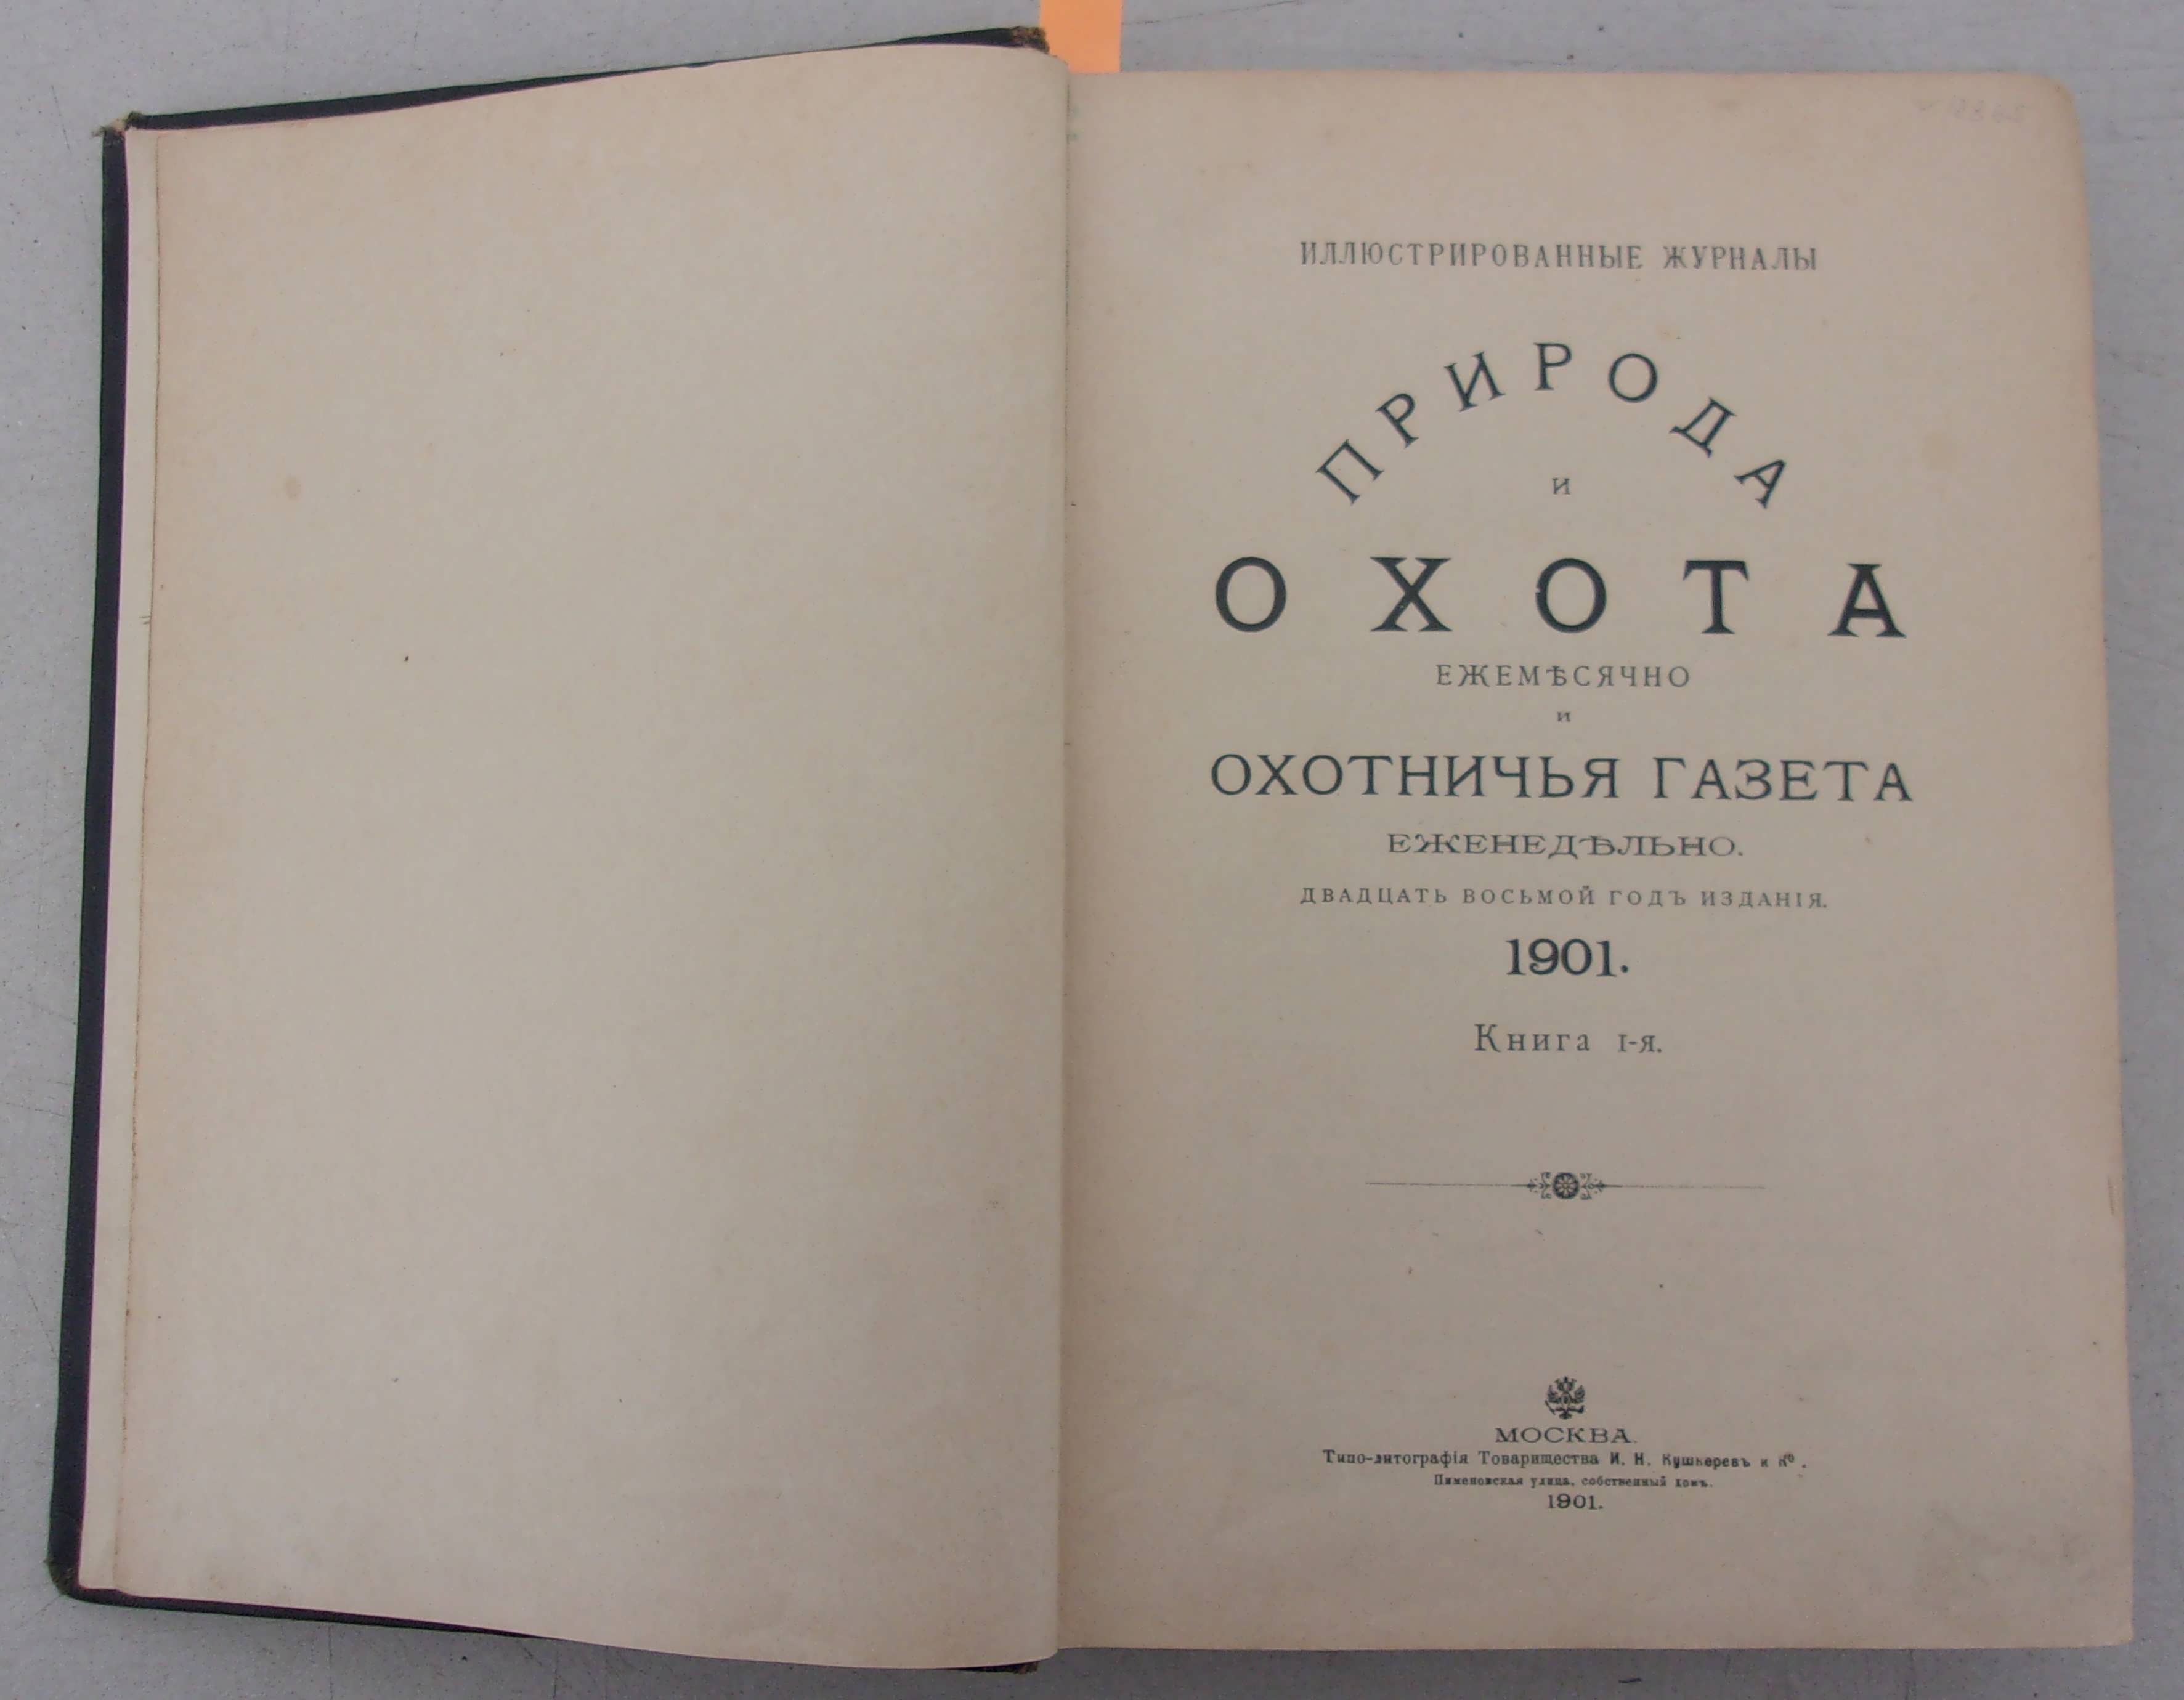 ИЛЛЮСТРИРОВАННЫЕ ЖУРНАЛЫ
ПРИРОДА
и
ОХОТА
ЕЖЕМѢСЯЧНО
и
ОХОТНИЧЬЯ ГАЗЕТА
ЕЖЕНЕДѢЛЬНО.
ДВАДЦАТЬ ВОСЬМОЙ ГОДЪ ИЗДАНІЯ.
1901.
Книга I-я.
МОСКВА.
Типо-литографія Товарищества И. Н. Кушнеревъ и К⁰.
Пименовская улица, собственный домъ.
1901.